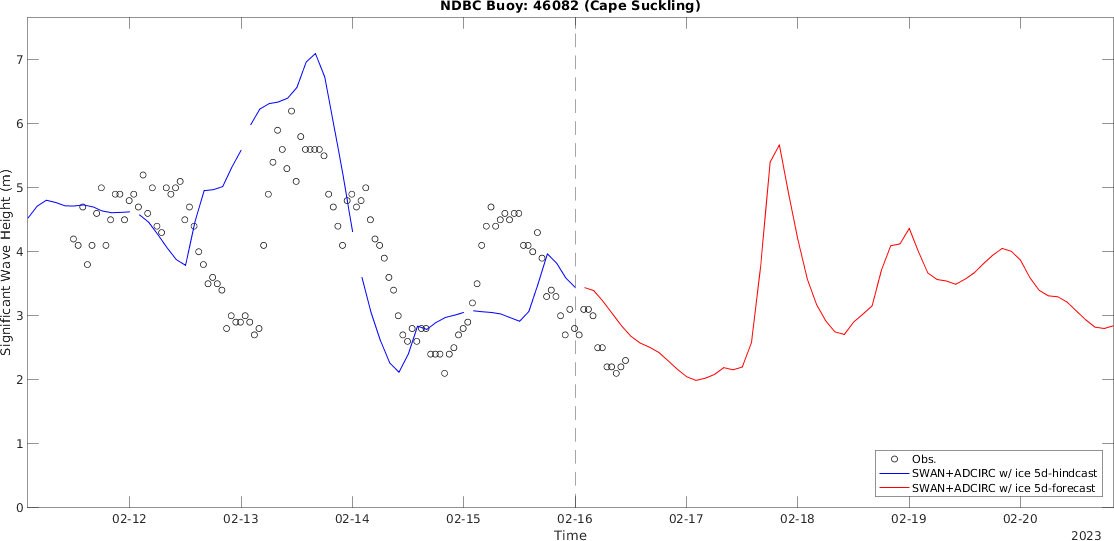 NDBC Buoy: 46082 (Cape Suckling)
Significant Wave Height (m)
7
6
5
4
3
2
1
0
02-12 02-13 02-14 02-15 02-16 02-17 02-18 02-19 02-20
Time
2023
Obs.
SWAN+ADCIRC w/ ice 5d-hindcast
SWAN+ADCIRC w/ ice 5d-forecast